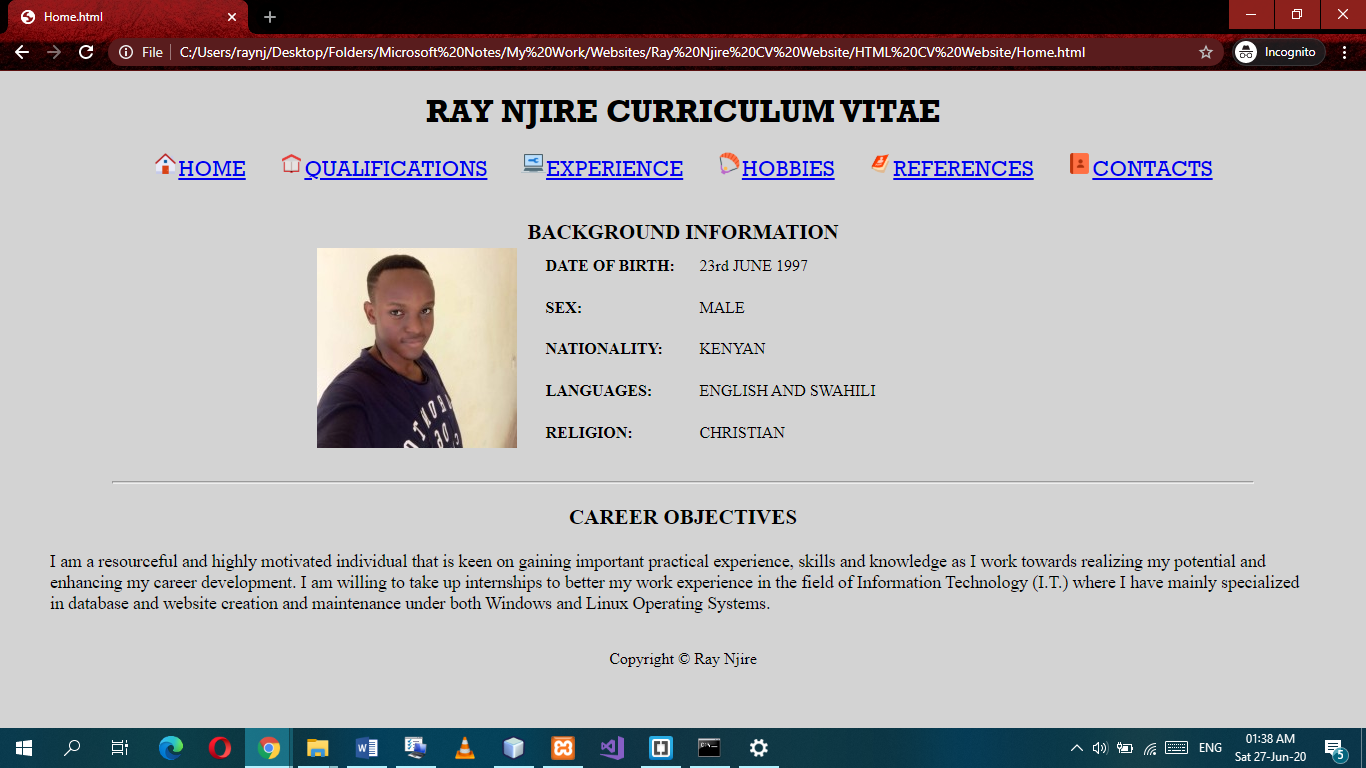 Home.html
File
C:/Users/raynj/Desktop/Folders/Microsoft%20Notes/My%20Work/Websites/Ray%20Njire%20CV%20Website/HTML%20CV%20Website/Home.html
Incognito
RAY NJIRE CURRICULUM VITAE
HOME QUALIFICATIONS EXPERIENCE HOBBIES REFERENCES CONTACTS
BACKGROUND INFORMATION
DATE OF BIRTH: 23rd JUNE 1997
SEX: MALE
NATIONALITY: KENYAN
LANGUAGES: ENGLISH AND SWAHILI
RELIGION: CHRISTIAN
CAREER OBJECTIVES
I am a resourceful and highly motivated individual that is keen on gaining important practical experience, skills and knowledge as I work towards realizing my potential and
enhancing my career development. I am willing to take up internships to better my work experience in the field of Information Technology (I.T.) where I have mainly specialized
in database and website creation and maintenance under both Windows and Linux Operating Systems.
Copyright © Ray Njire
ENG
01:38 AM
Sat 27-Jun-20
5